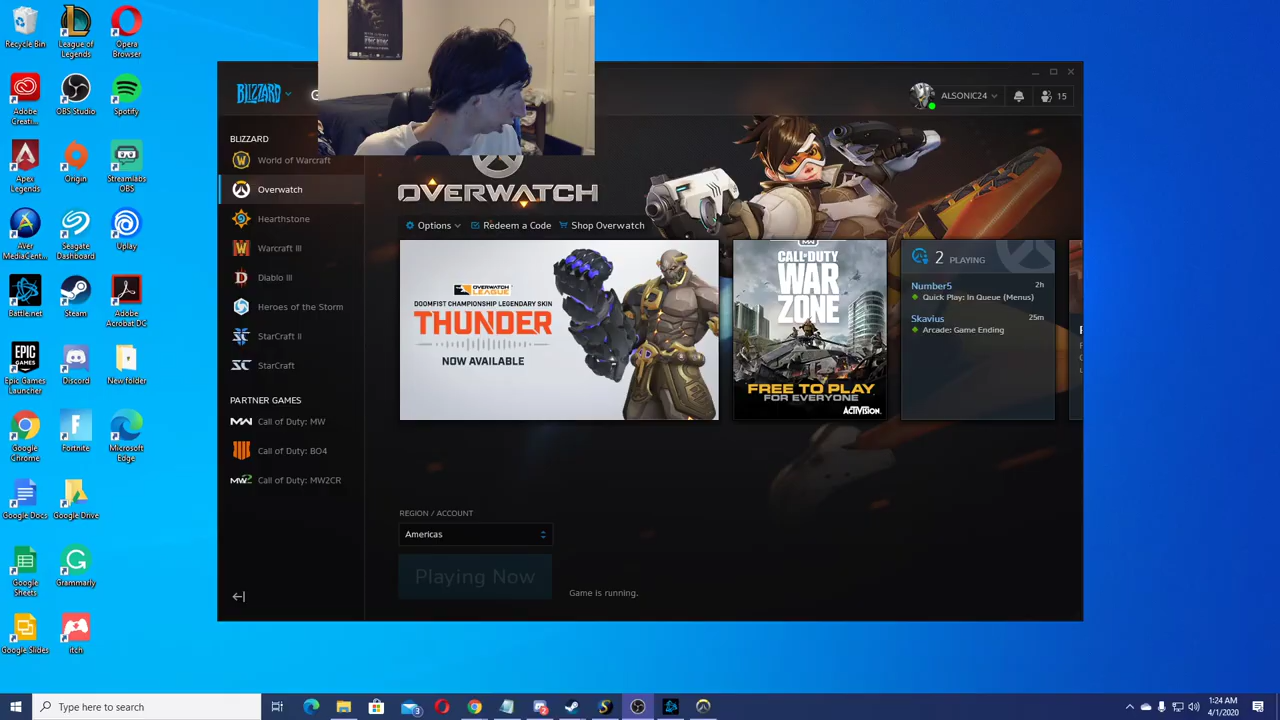 Recycle Bin
League of
Legends
Opera
Browser
Adobe
Creati...
OBS Studio
Spotify
Apex
Legends
Origin
Streamlabs
OBS
AVer
MediaCent...
Seagate
Dashboard
Uplay
Battle.net
Steam
Adobe
Acrobat DC
Epic Games
Launcher
Discord
New folder
Google
Chrome
Fortnite
Microsoft
Edge
Google Docs
Google Drive
Google
Sheets
Grammarly
Google Slides
itch
BLIZZARD
ALSONIC24
15
BLIZZARD
World of Warcraft
Overwatch
Hearthstone
Warcraft III
Diablo III
Heroes of the Storm
StarCraft II
StarCraft
PARTNER GAMES
Call of Duty: MW
Call of Duty: BO4
Call of Duty: MW2CR
OVERWATCH
Options
Redeem a Code
Shop Overwatch
OVERWATCH
LEAGUE
DOOMFIST CHAMPIONSHIP LEGENDARY SKIN
THUNDER
NOW AVAILABLE
CALL OF DUTY
WAR
ZONE
FREE TO PLAY
FOR EVERYONE
ACTIVISION
2 PLAYING
Number5
2h
Quick Play: In Queue (Menus)
Skavius
25m
Arcade: Game Ending
REGION / ACCOUNT
Americas
Playing Now
Game is running.
Type here to search
3
1:24 AM
4/1/2020